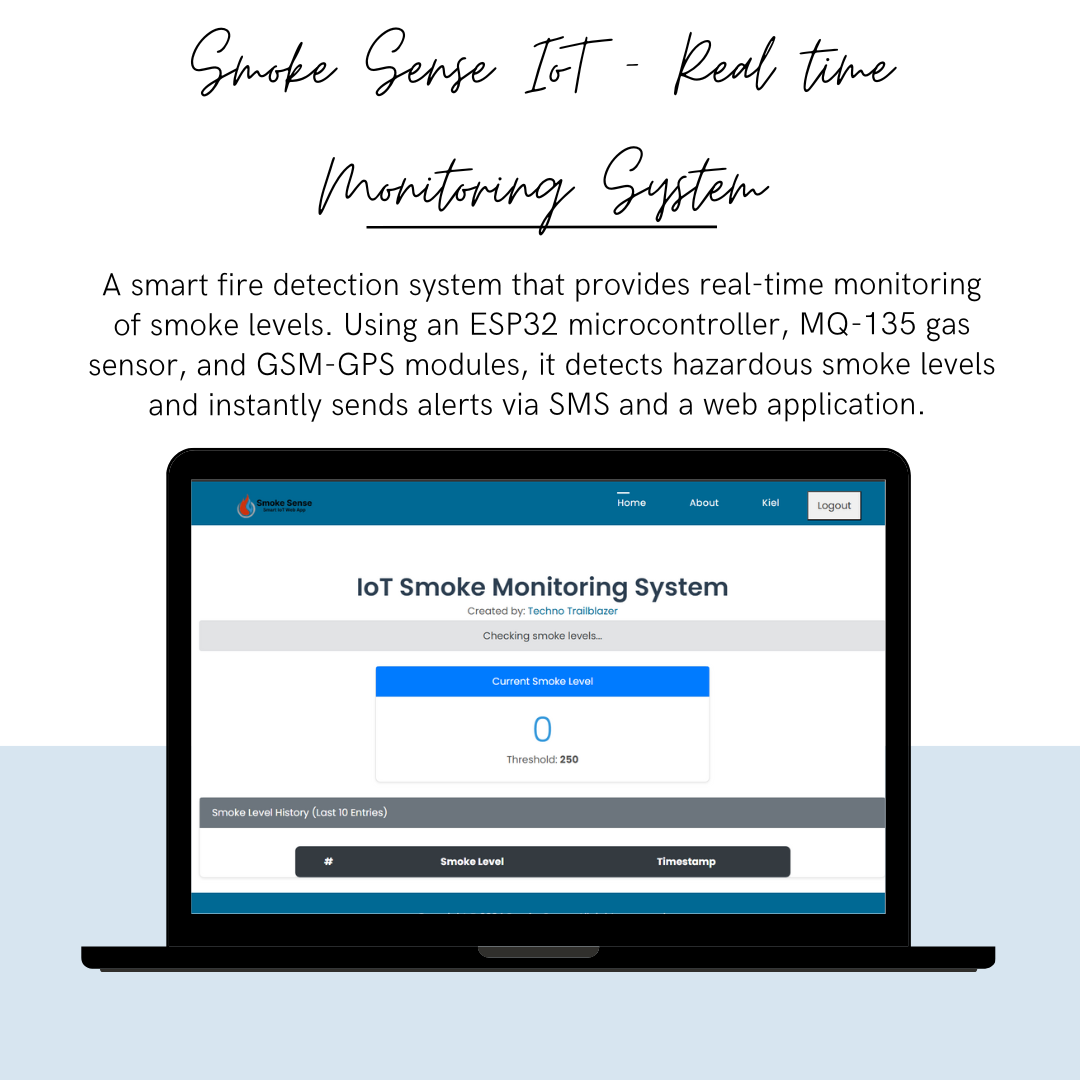 Smoke Sense IoT - Real time
Monitoring System
A smart fire detection system that provides real-time monitoring
of smoke levels. Using an ESP32 microcontroller, MQ-135 gas
sensor, and GSM-GPS modules, it detects hazardous smoke levels
and instantly sends alerts via SMS and a web application.
Smoke Sense
Smart IoT Web App
Home About Kiel Logout
IoT Smoke Monitoring System
Created by: Techno Trailblazer
Checking smoke levels...
Current Smoke Level
0
Threshold: 250
Smoke Level History (Last 10 Entries)
# Smoke Level Timestamp